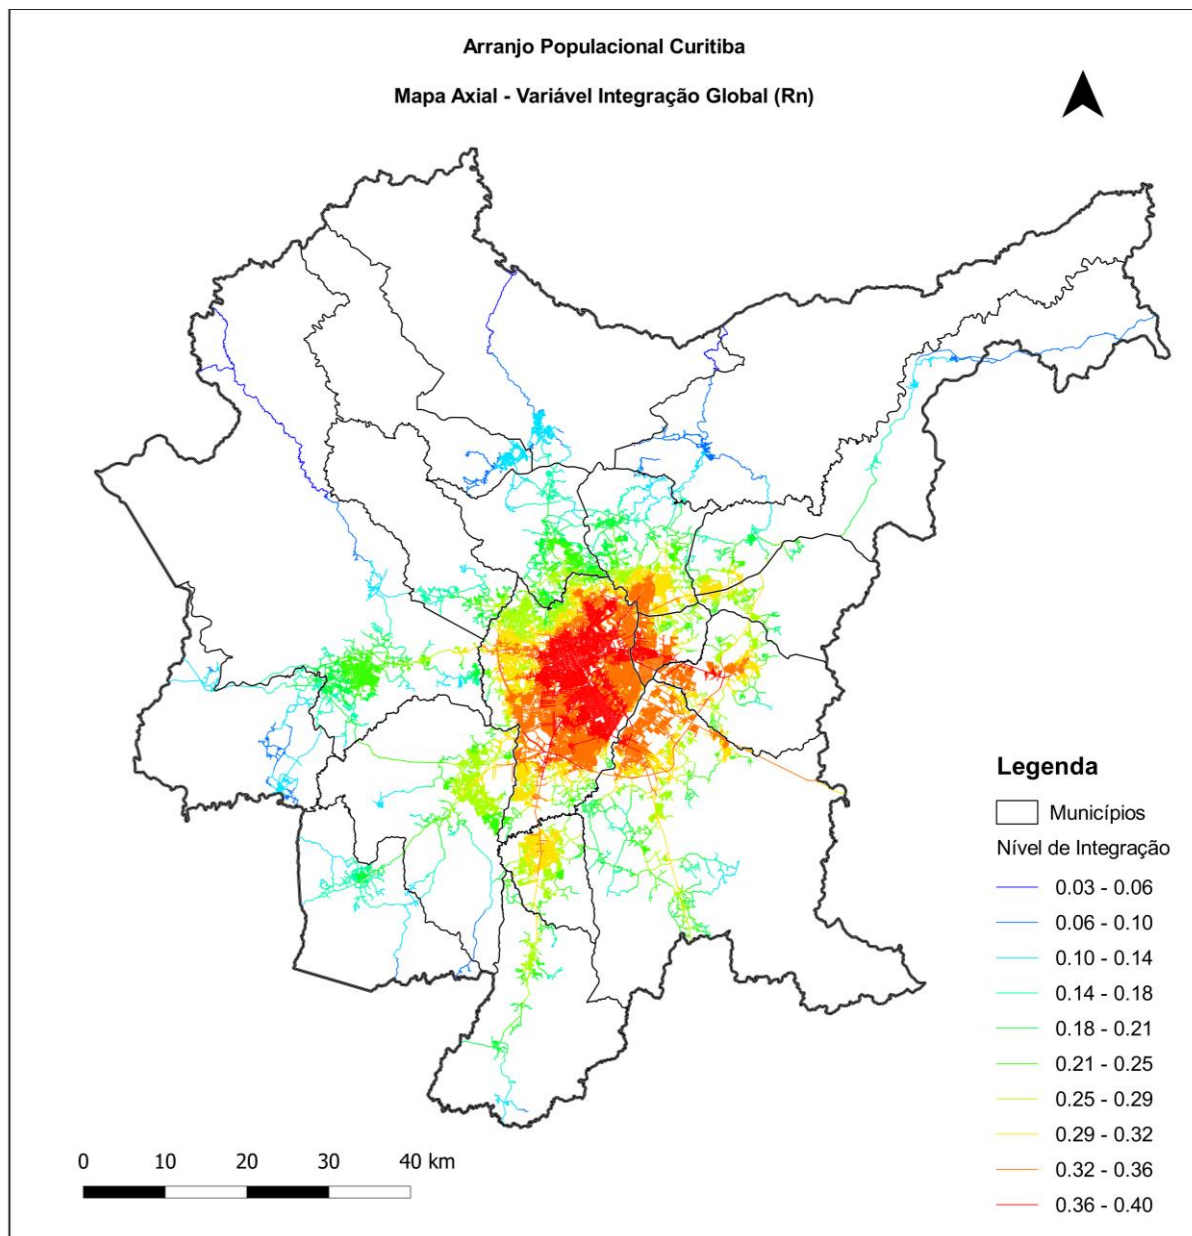 Arranjo Populacional Curitiba
Mapa Axial - Variável Integração Global (Rn)
Legenda
Municípios
Nível de Integração
0.03 - 0.06
0.06 - 0.10
0.10 - 0.14
0.14 - 0.18
0.18 - 0.21
0.21 - 0.25
0.25 - 0.29
0.29 - 0.32
0.32 - 0.36
0.36 - 0.40
0 10 20 30 40 km